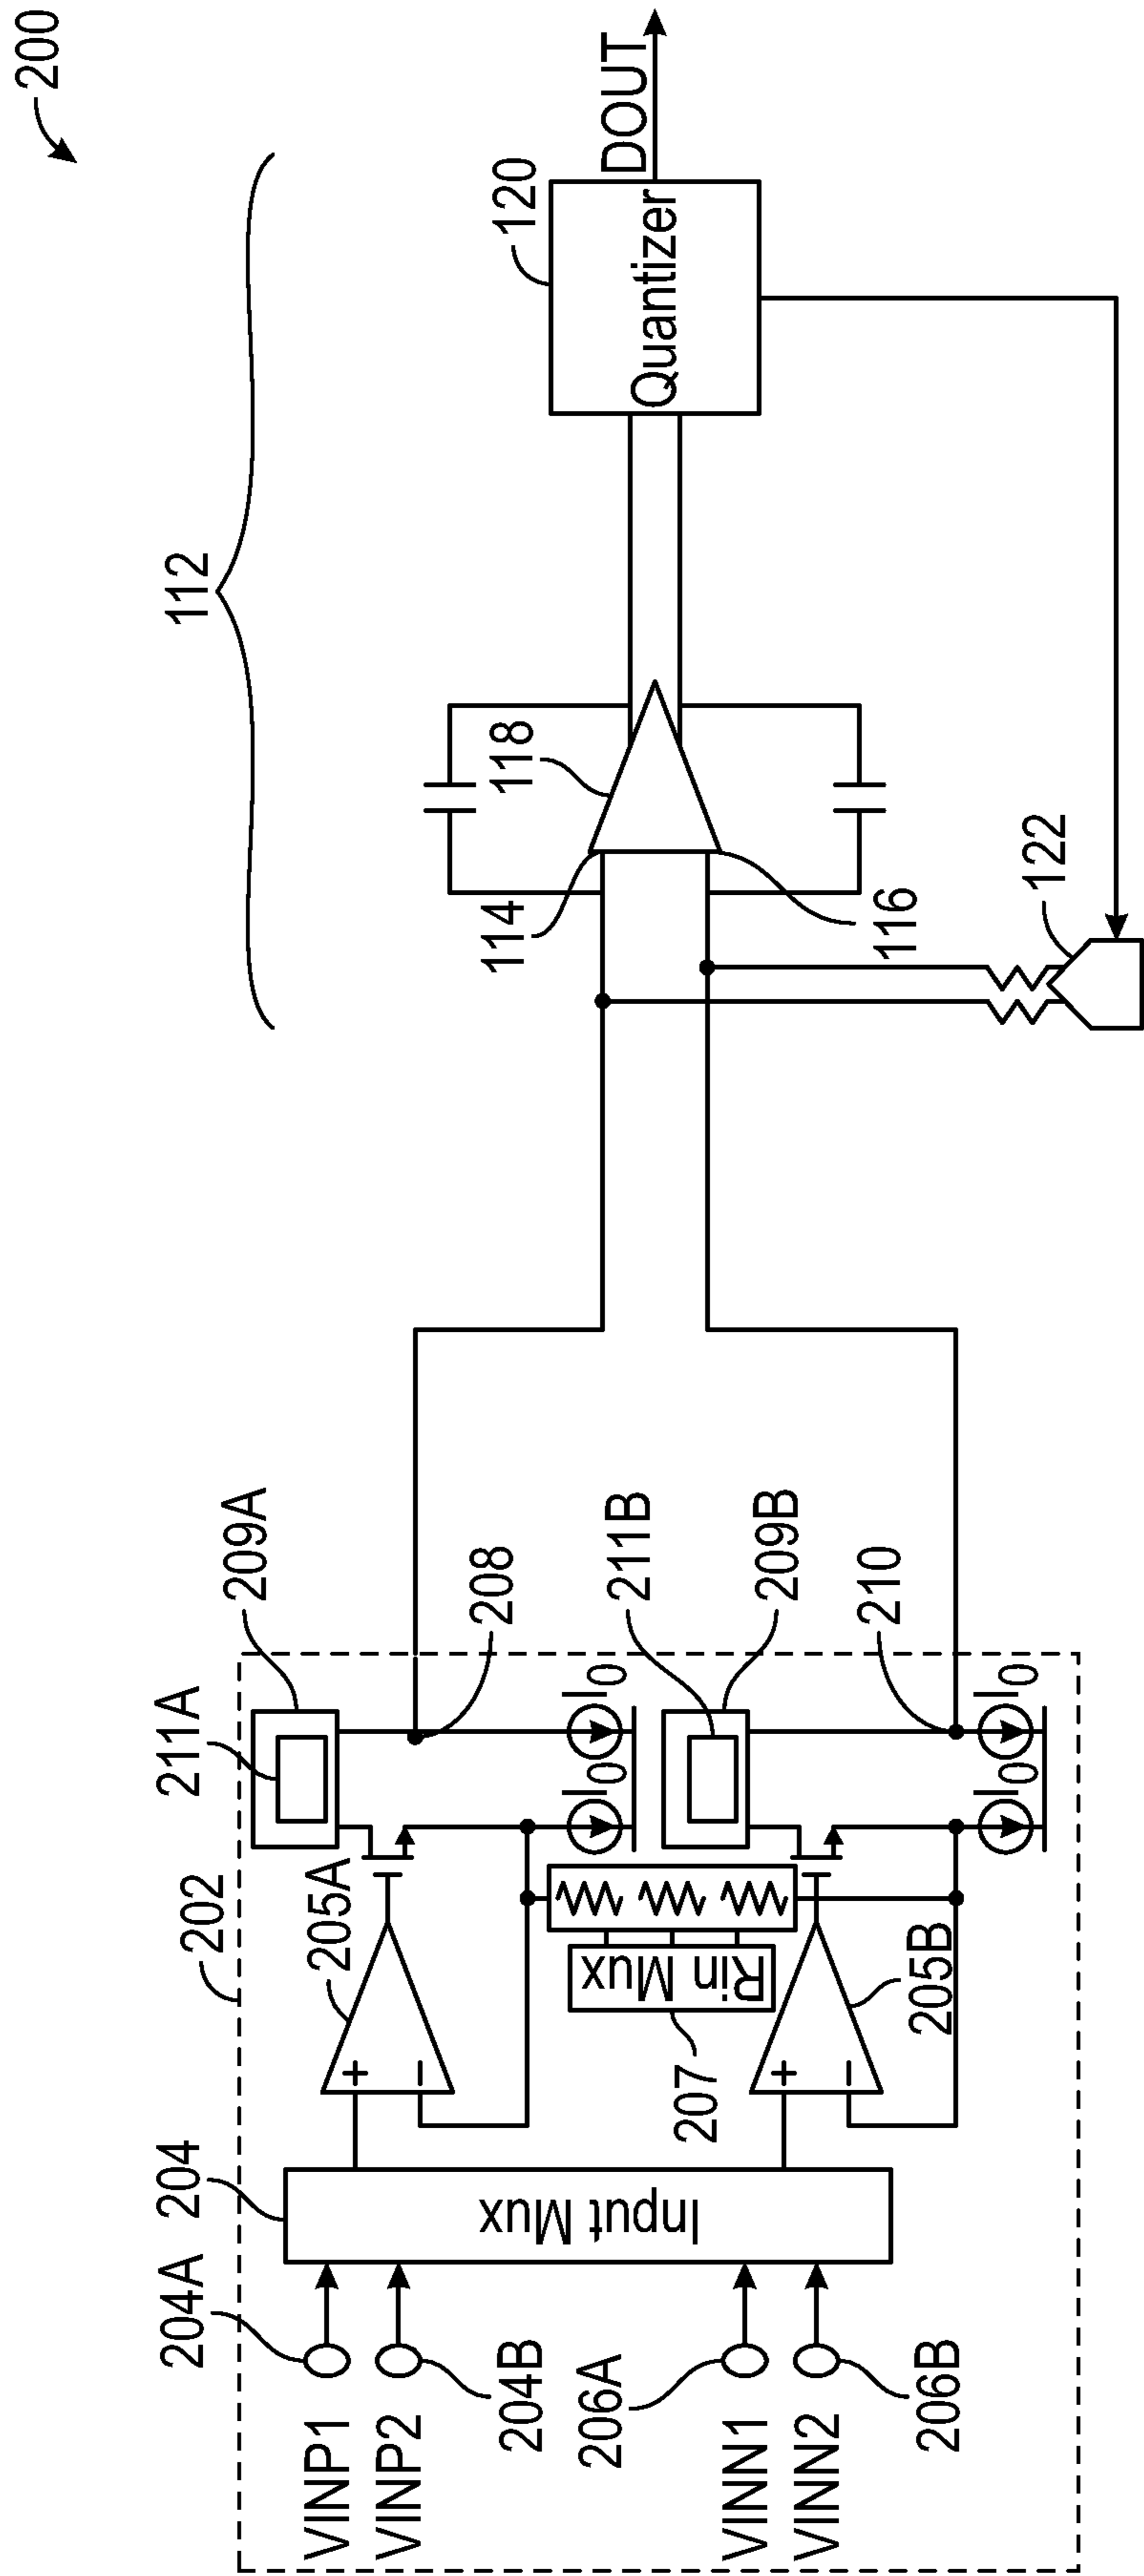 200
112
202
204
204A
VINP1
VINP2
204B
206A
VINN1
VINN2
206B
Input Mux
+
−
205A
211A
209A
208
I0
I0
Rin Mux
207
+
−
205B
211B
209B
210
I0
I0
114
118
116
122
120
Quantizer
DOUT